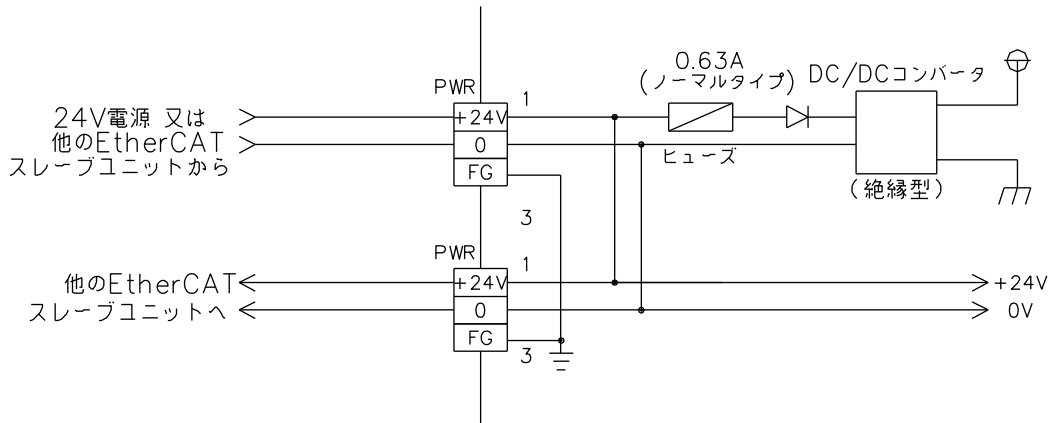 0.63A
(ノーマルタイプ)
DC/DCコンバータ
PWR
1
24V電源 又は
他のEtherCAT
スレーブユニットから
+24V
0
FG
ヒューズ
(絶縁型)
3
PWR
1
他のEtherCAT
スレーブユニットへ
+24V
0
FG
3
+24V
0V